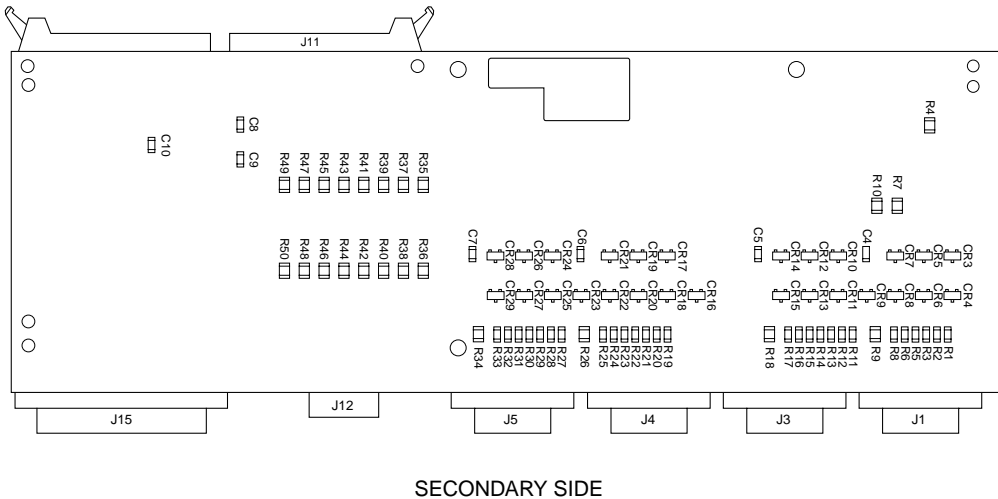 J11
R4
C8
C10
C9
R49
R47
R45
R43
R41
R39
R37
R35
R10
R7
R50
R48
R46
R44
R42
R40
R38
R36
C7
CR28
CR26
CR24
C6
CR21
CR19
CR17
C5
CR14
CR12
CR10
C4
CR7
CR5
CR3
CR29
CR27
CR25
CR23
CR22
CR20
CR18
CR16
CR15
CR13
CR11
CR9
CR8
CR6
CR4
R34
R33
R32
R31
R30
R29
R28
R27
R26
R25
R24
R23
R22
R21
R20
R19
R18
R17
R16
R15
R14
R13
R12
R11
R9
R8
R6
R5
R3
R2
R1
J15
J12
J5
J4
J3
J1
SECONDARY SIDE